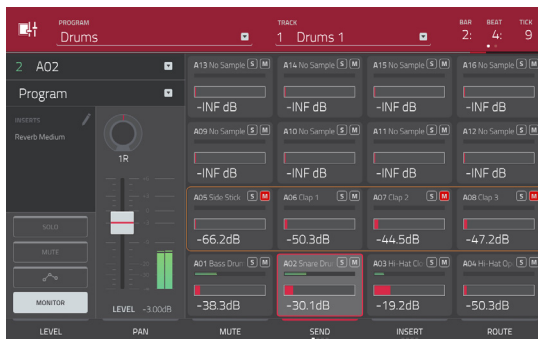 PROGRAM
Drums
TRACK
1 Drums 1
BAR BEAT TICK
2: 4: 9
2 A02
Program
INSERTS
Reverb Medium
1R
SOLO
MUTE
MONITOR
LEVEL -3.00dB
A13 No Sample S M
-INF dB
A14 No Sample S M
-INF dB
A15 No Sample S M
-INF dB
A16 No Sample S M
-INF dB
A09 No Sample S M
-INF dB
A10 No Sample S M
-INF dB
A11 No Sample S M
-INF dB
A12 No Sample S M
-INF dB
A05 Side Stick S M
-66.2dB
A06 Clap 1 S M
-50.3dB
A07 Clap 2 S M
-44.5dB
A08 Clap 3 S M
-47.2dB
A01 Bass Drun S M
-38.3dB
A02 Snare Dru S M
-30.1dB
A03 Hi-Hat Clo S M
-19.2dB
A04 Hi-Hat Op S M
-50.3dB
LEVEL PAN MUTE SEND INSERT ROUTE